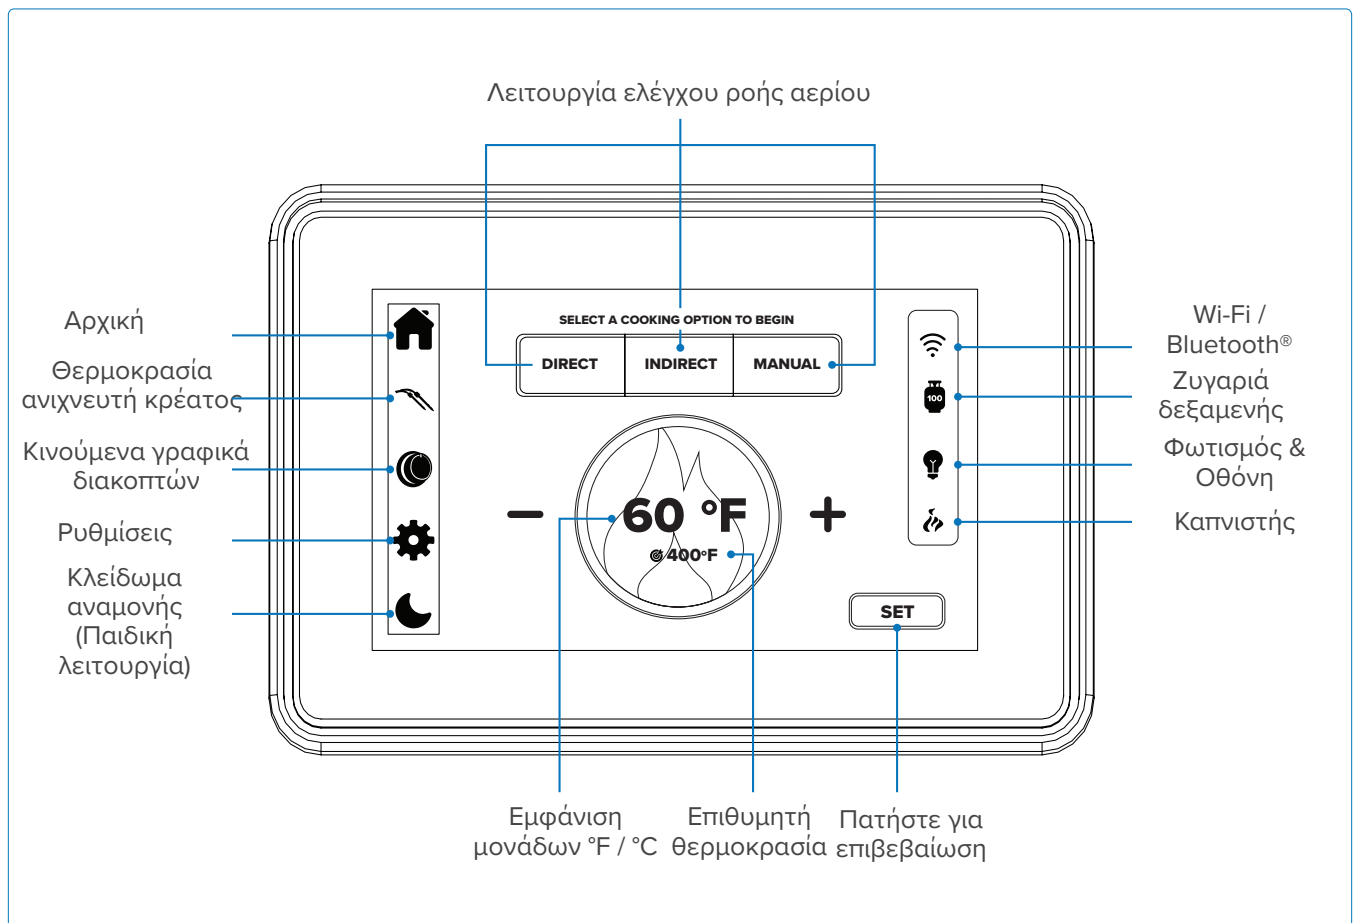 Λειτουργία ελέγχου ροής αερίου
Αρχική
Θερμοκρασία
ανιχνευτή κρέατος
Κινούμενα γραφικά
διακοπτών
Ρυθμίσεις
Κλείδωμα
αναμονής
(Παιδική
λειτουργία)
SELECT A COOKING OPTION TO BEGIN
DIRECT
INDIRECT
MANUAL
60 °F
400°F
100
SET
Wi-Fi /
Bluetooth®
Ζυγαριά
δεξαμενής
Φωτισμός &
Οθόνη
Καπνιστής
Εμφάνιση
μονάδων °F / °C
Επιθυμητή
θερμοκρασία
Πατήστε για
επιβεβαίωση